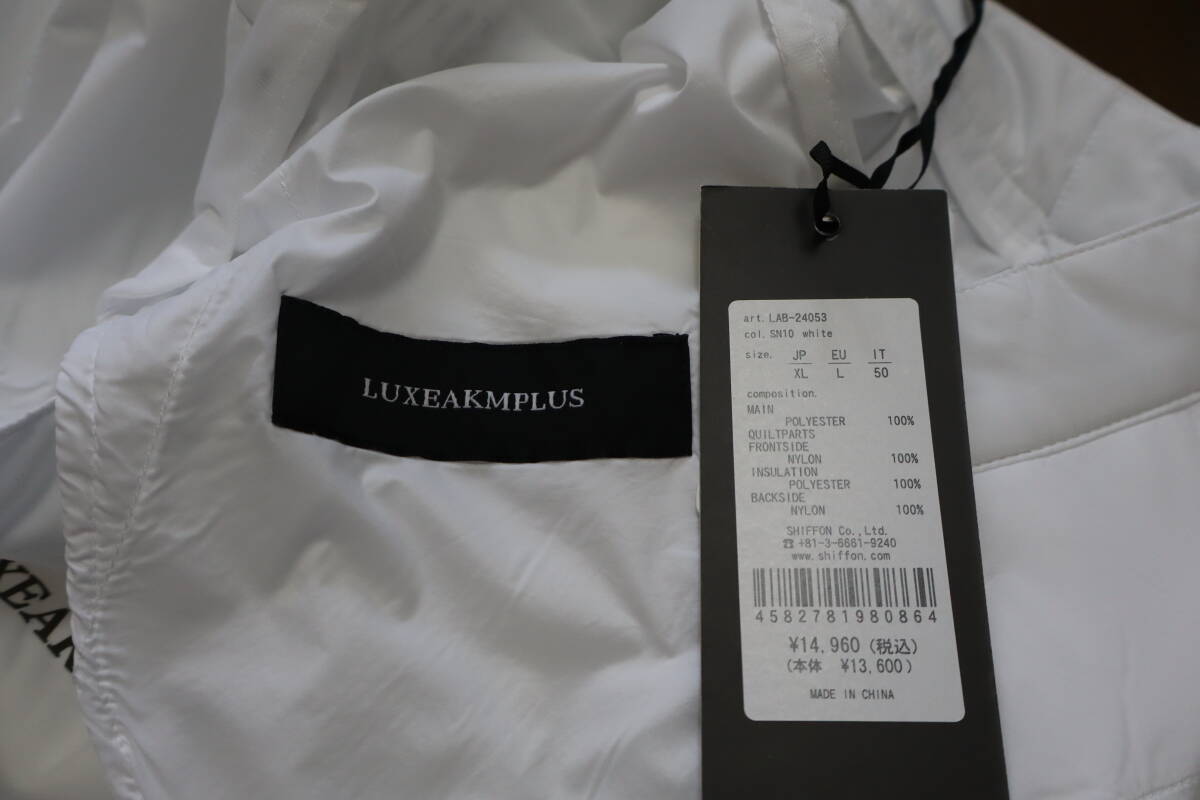 LUXEAKMPLUS
XEAK
art. LAB-24053
col. SN10 white
size. JP EU IT
XL L 50
composition.
MAIN
POLYESTER 100%
QUILTPARTS
FRONTSIDE
NYLON 100%
INSULATION
POLYESTER 100%
BACKSIDE
NYLON 100%
SHIFFON Co.,Ltd.
☎ +81-3-6661-9240
www.shiffon.com
4582781980864
¥14,960 (税込)
(本体 ¥13,600)
MADE IN CHINA